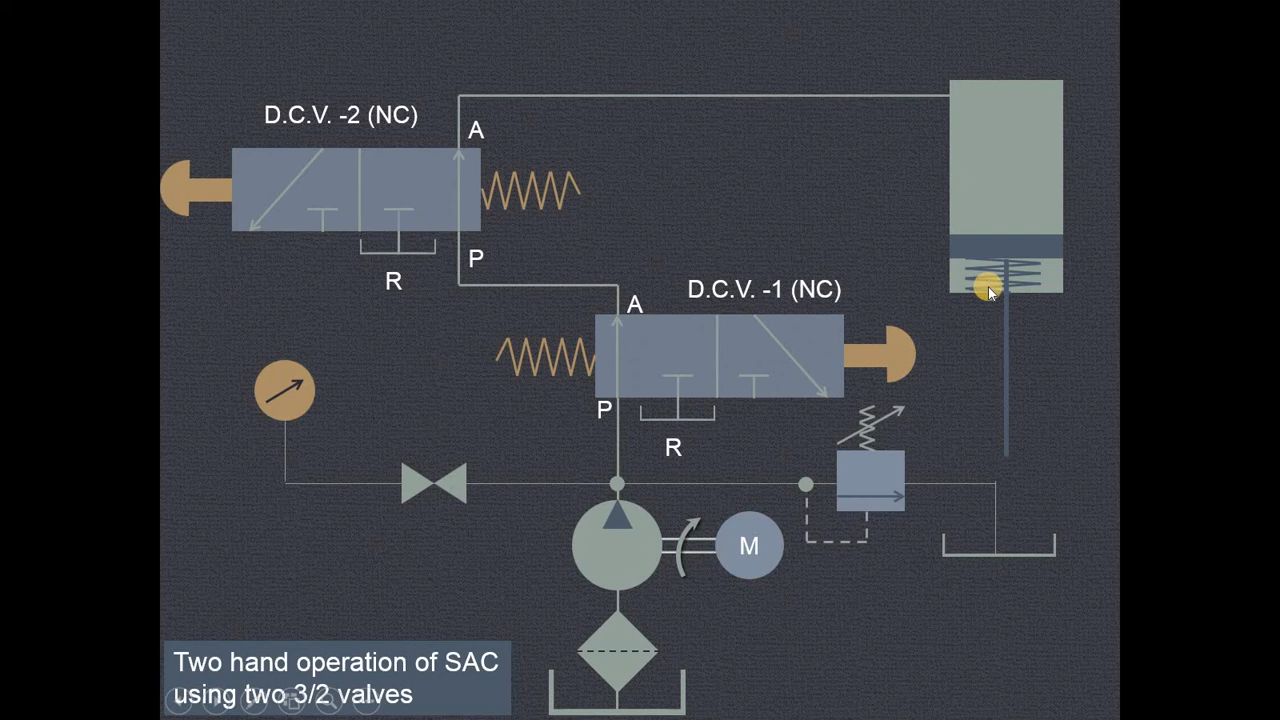 D.C.V. -2 (NC)
A
P
R
D.C.V. -1 (NC)
A
P
R
M
Two hand operation of SAC
using two 3/2 valves